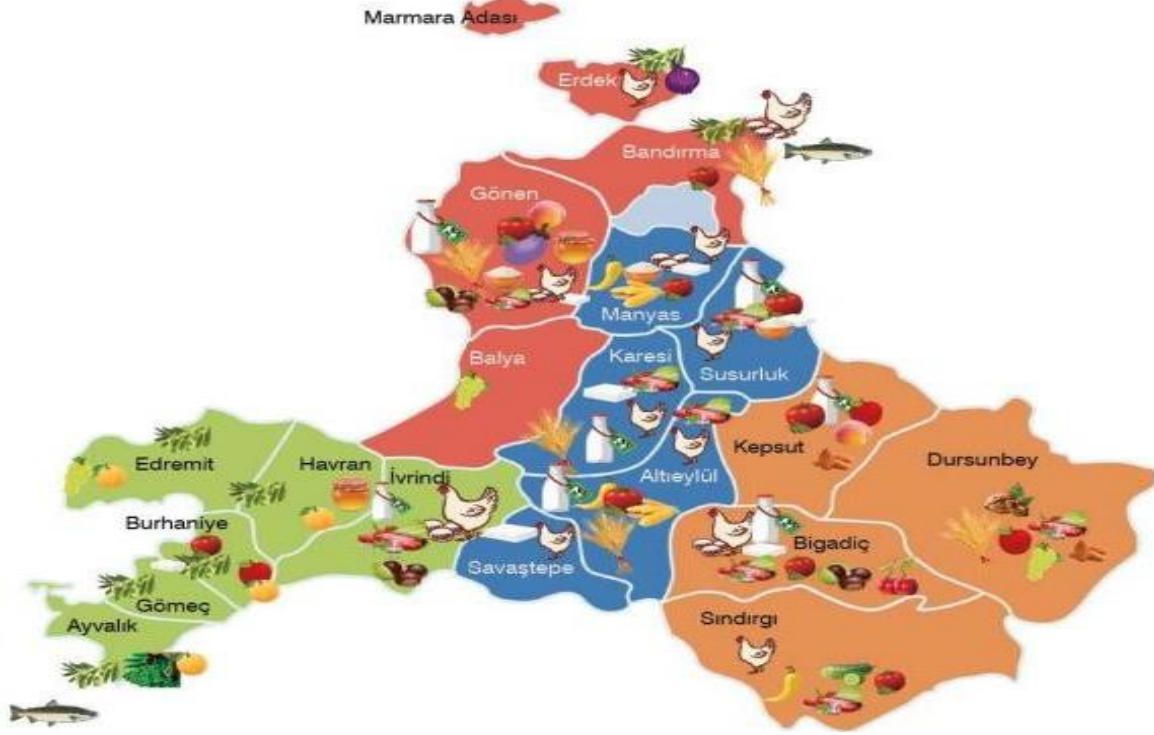 Marmara Adası
Erdek
Bandırma
Gönen
Manyas
Balya
Karesi
Susurluk
Kepsut
Dursunbey
Edremit
Havran
İvrindi
Altıeylül
Burhaniye
Savaştepe
Bigadiç
Gömeç
Ayvalık
Sındırgı